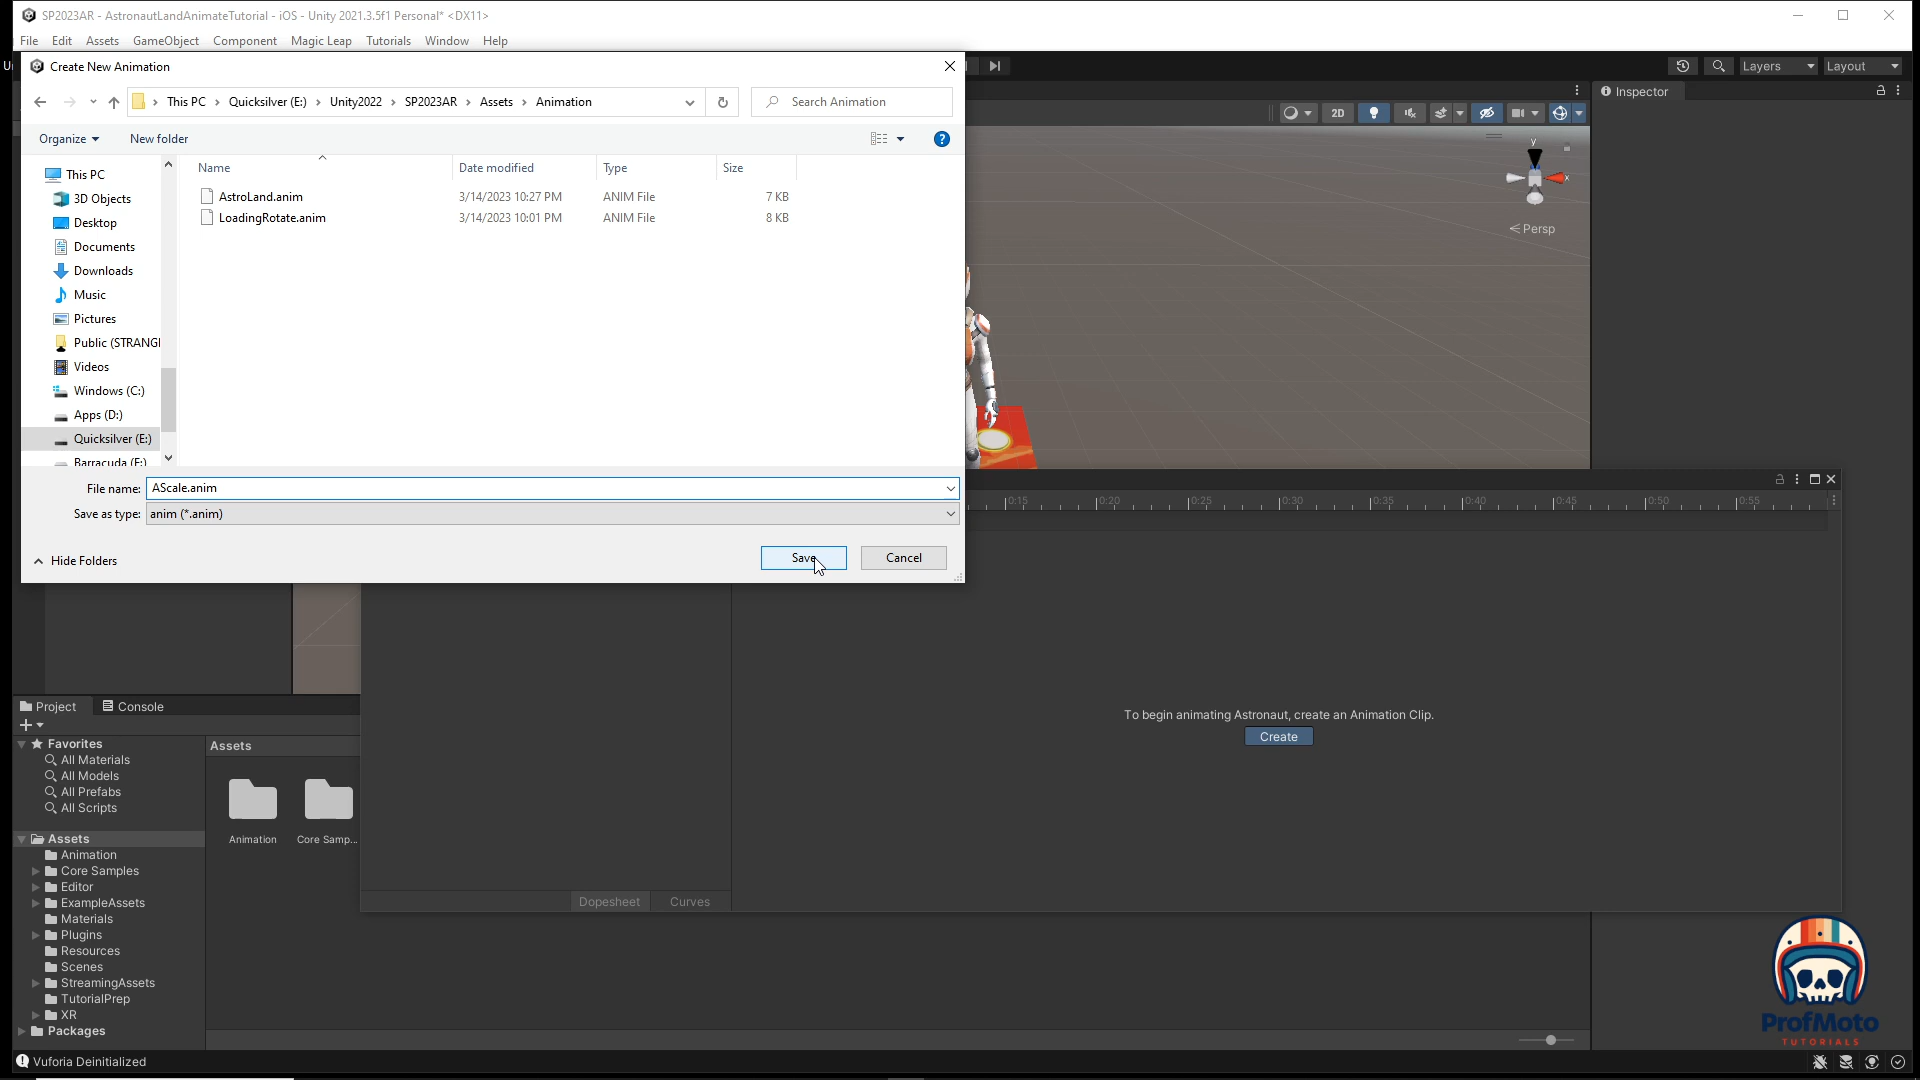 SP2023AR - AstronautLandAnimateTutorial - iOS - Unity 2021.3.5f1 Personal* <DX11>
File Edit Assets GameObject Component Magic Leap Tutorials Window Help
Create New Animation
Layers Layout
This PC Quicksilver (E:) Unity2022 SP2023AR Assets Animation
Search Animation
Inspector
Organize New folder
2D
Name Date modified Type Size
AstroLand.anim 3/14/2023 10:27 PM ANIM File 7 KB
LoadingRotate.anim 3/14/2023 10:01 PM ANIM File 8 KB
This PC
3D Objects
Desktop
Documents
Downloads
Music
Pictures
Public (STRANGI
Videos
Windows (C:)
Apps (D:)
Quicksilver (E:)
Barracuda (F:)
y
x
Persp
File name: AScale.anim
Save as type: anim (*.anim)
Hide Folders
Save
Cancel
0:15 0:20 0:25 0:30 0:35 0:40 0:45 0:50 0:55
To begin animating Astronaut, create an Animation Clip.
Create
Dopesheet Curves
Project Console
Favorites
All Materials
All Models
All Prefabs
All Scripts
Assets
Animation
Core Samples
Editor
ExampleAssets
Materials
Plugins
Resources
Scenes
StreamingAssets
TutorialPrep
XR
Packages
Assets
Animation
Core Samp...
ProfMoto
TUTORIALS
Vuforia Deinitialized